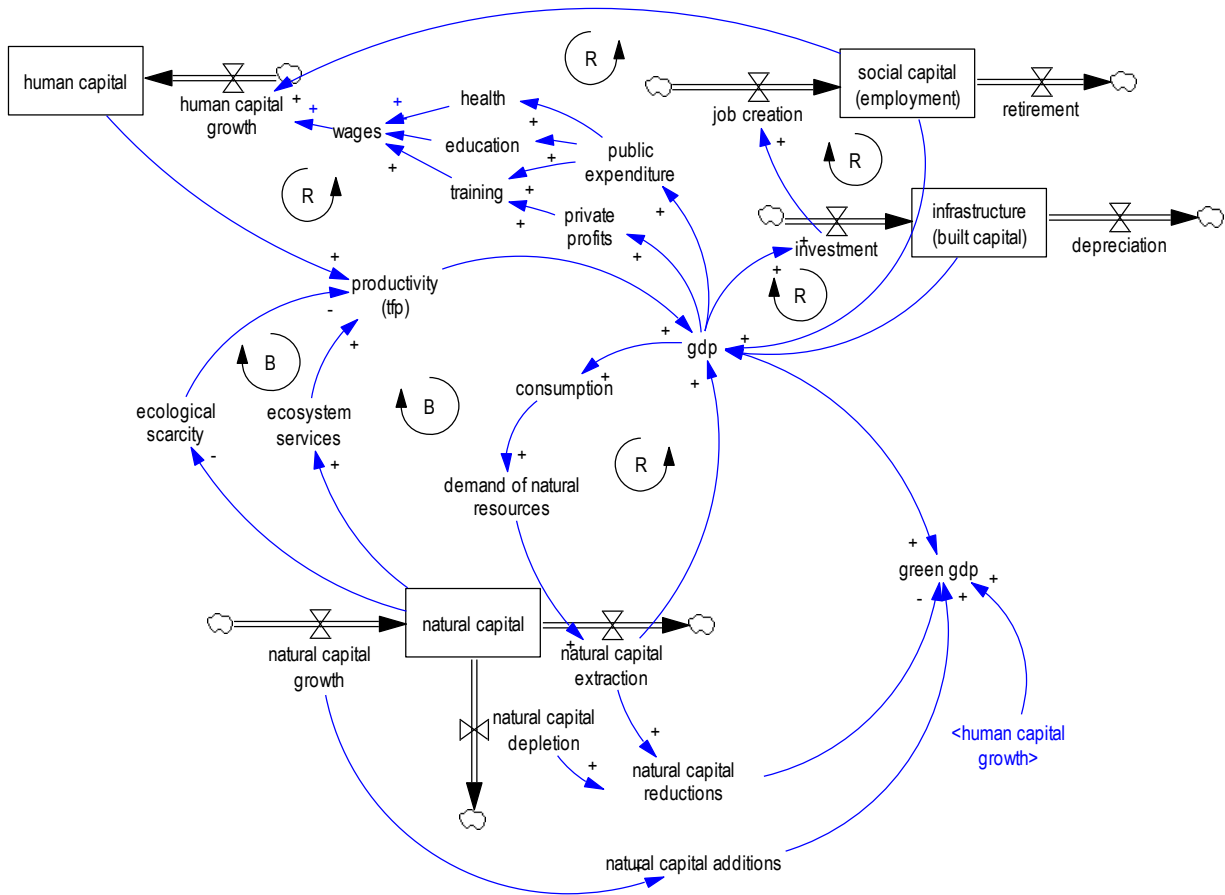 human capital
human capital
growth
R
social capital
(employment)
job creation
retirement
health
wages
education
public
expenditure
training
R
R
private
profits
infrastructure
(built capital)
investment
depreciation
productivity
(tfp)
R
gdp
B
consumption
B
ecological
scarcity
ecosystem
services
R
demand of natural
resources
green gdp
natural capital
natural capital
growth
natural capital
extraction
natural capital
depletion
<human capital
growth>
natural capital
reductions
natural capital additions